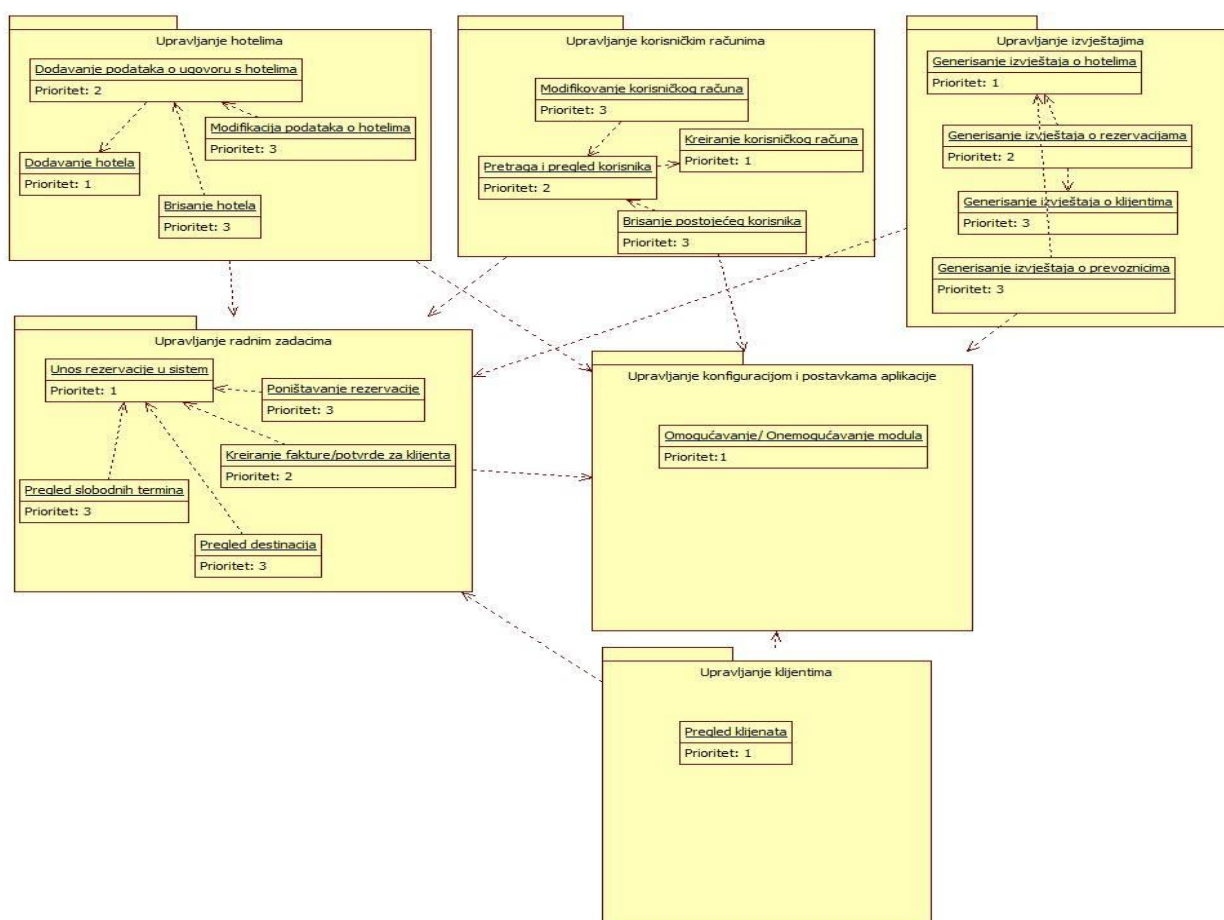 Upravljanje hotelima
Dodavanje podataka o ugovoru s hotelima
Prioritet: 2
Modifikacija podataka o hotelima
Prioritet: 3
Dodavanje hotela
Prioritet: 1
Brisanje hotela
Prioritet: 3
Upravljanje korisničkim računima
Modifikovanje korisničkog računa
Prioritet: 3
Kreiranje korisničkog računa
Prioritet: 1
Pretraga i pregled korisnika
Prioritet: 2
Brisanje postojećeg korisnika
Prioritet: 3
Upravljanje izvještajima
Generisanje izvještaja o hotelima
Prioritet: 1
Generisanje izvještaja o rezervacijama
Prioritet: 2
Generisanje izvještaja o klijentima
Prioritet: 3
Generisanje izvještaja o prevoznicima
Prioritet: 3
Upravljanje radnim zadacima
Unos rezervacije u sistem
Prioritet: 1
Poništavanje rezervacije
Prioritet: 3
Kreiranje fakture/potvrde za klijenta
Prioritet: 2
Pregled slobodnih termina
Prioritet: 3
Pregled destinacija
Prioritet: 3
Upravljanje konfiguracijom i postavkama aplikacije
Omogućavanje/ Onemogućavanje modula
Prioritet:1
Upravljanje klijentima
Pregled klijenata
Prioritet: 1